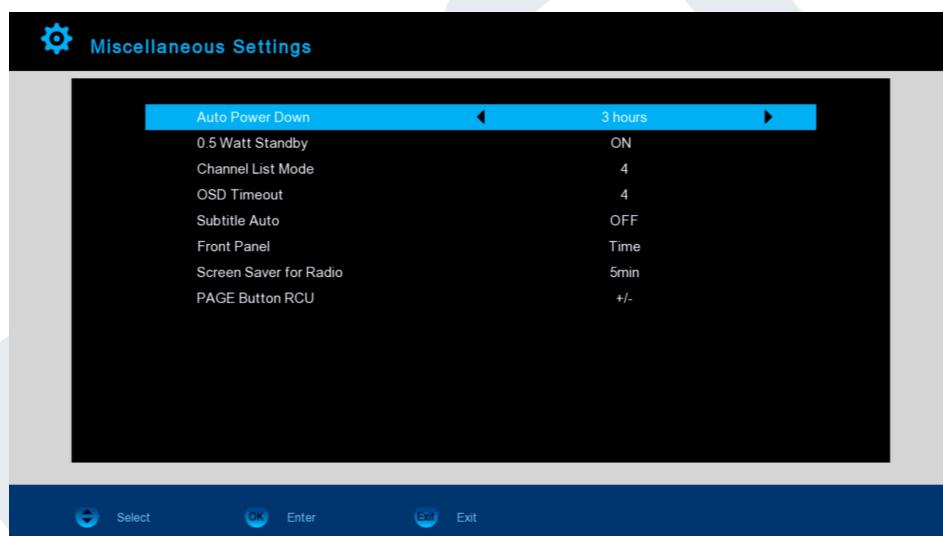 Miscellaneous Settings
Auto Power Down 3 hours
0.5 Watt Standby ON
Channel List Mode 4
OSD Timeout 4
Subtitle Auto OFF
Front Panel Time
Screen Saver for Radio 5min
PAGE Button RCU +/-
Select OK Enter Exit Exit